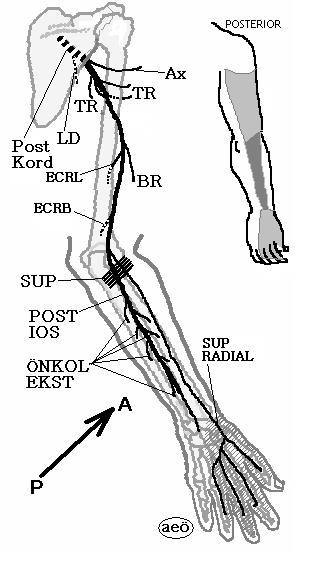 POSTERIOR
Ax
TR
TR
LD
Post
Kord
ECRL
BR
ECRB
SUP
POST
IOS
SUP
RADIAL
ÖNKOL
EKST
A
P
aeö